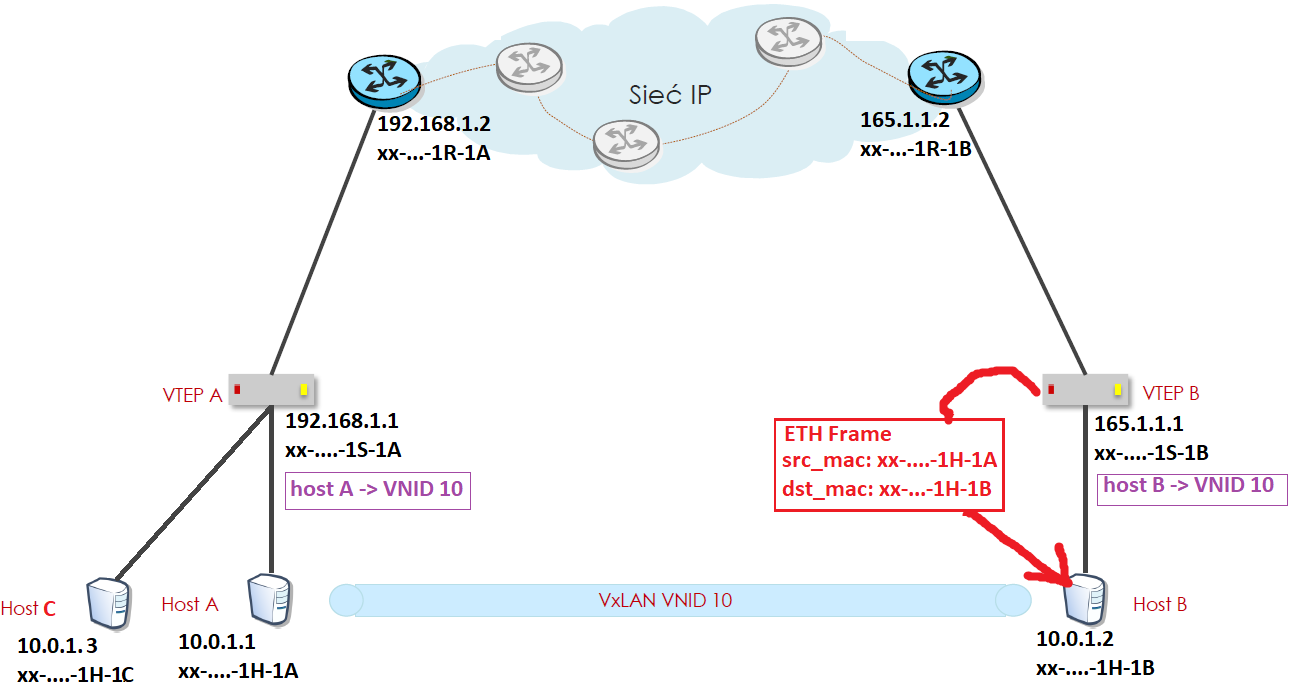 Sieć IP
192.168.1.2
xx-...-1R-1A
165.1.1.2
xx-...-1R-1B
VTEP A
192.168.1.1
xx-....-1S-1A
host A -> VNID 10
ETH Frame
src_mac: xx-....-1H-1A
dst_mac: xx-...-1H-1B
VTEP B
165.1.1.1
xx-....-1S-1B
host B -> VNID 10
Host C
10.0.1.3
xx-....-1H-1C
Host A
10.0.1.1
xx-....-1H-1A
VxLAN VNID 10
Host B
10.0.1.2
xx-....-1H-1B